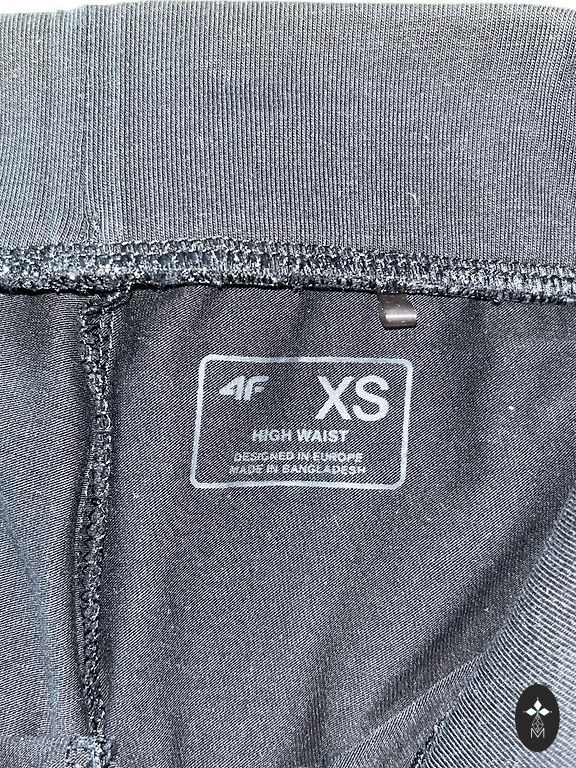 4F XS
HIGH WAIST
DESIGNED IN EUROPE
MADE IN BANGLADESH
M